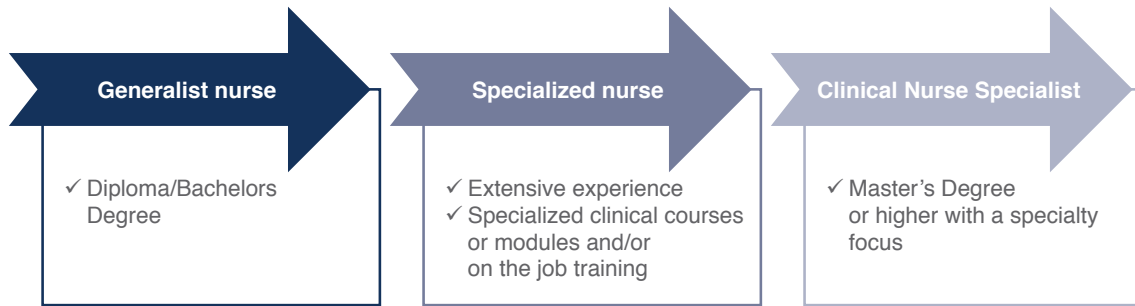 Generalist nurse
✓ Diploma/Bachelors
Degree
Specialized nurse
✓ Extensive experience
✓ Specialized clinical courses
or modules and/or
on the job training
Clinical Nurse Specialist
✓ Master's Degree
or higher with a specialty
focus